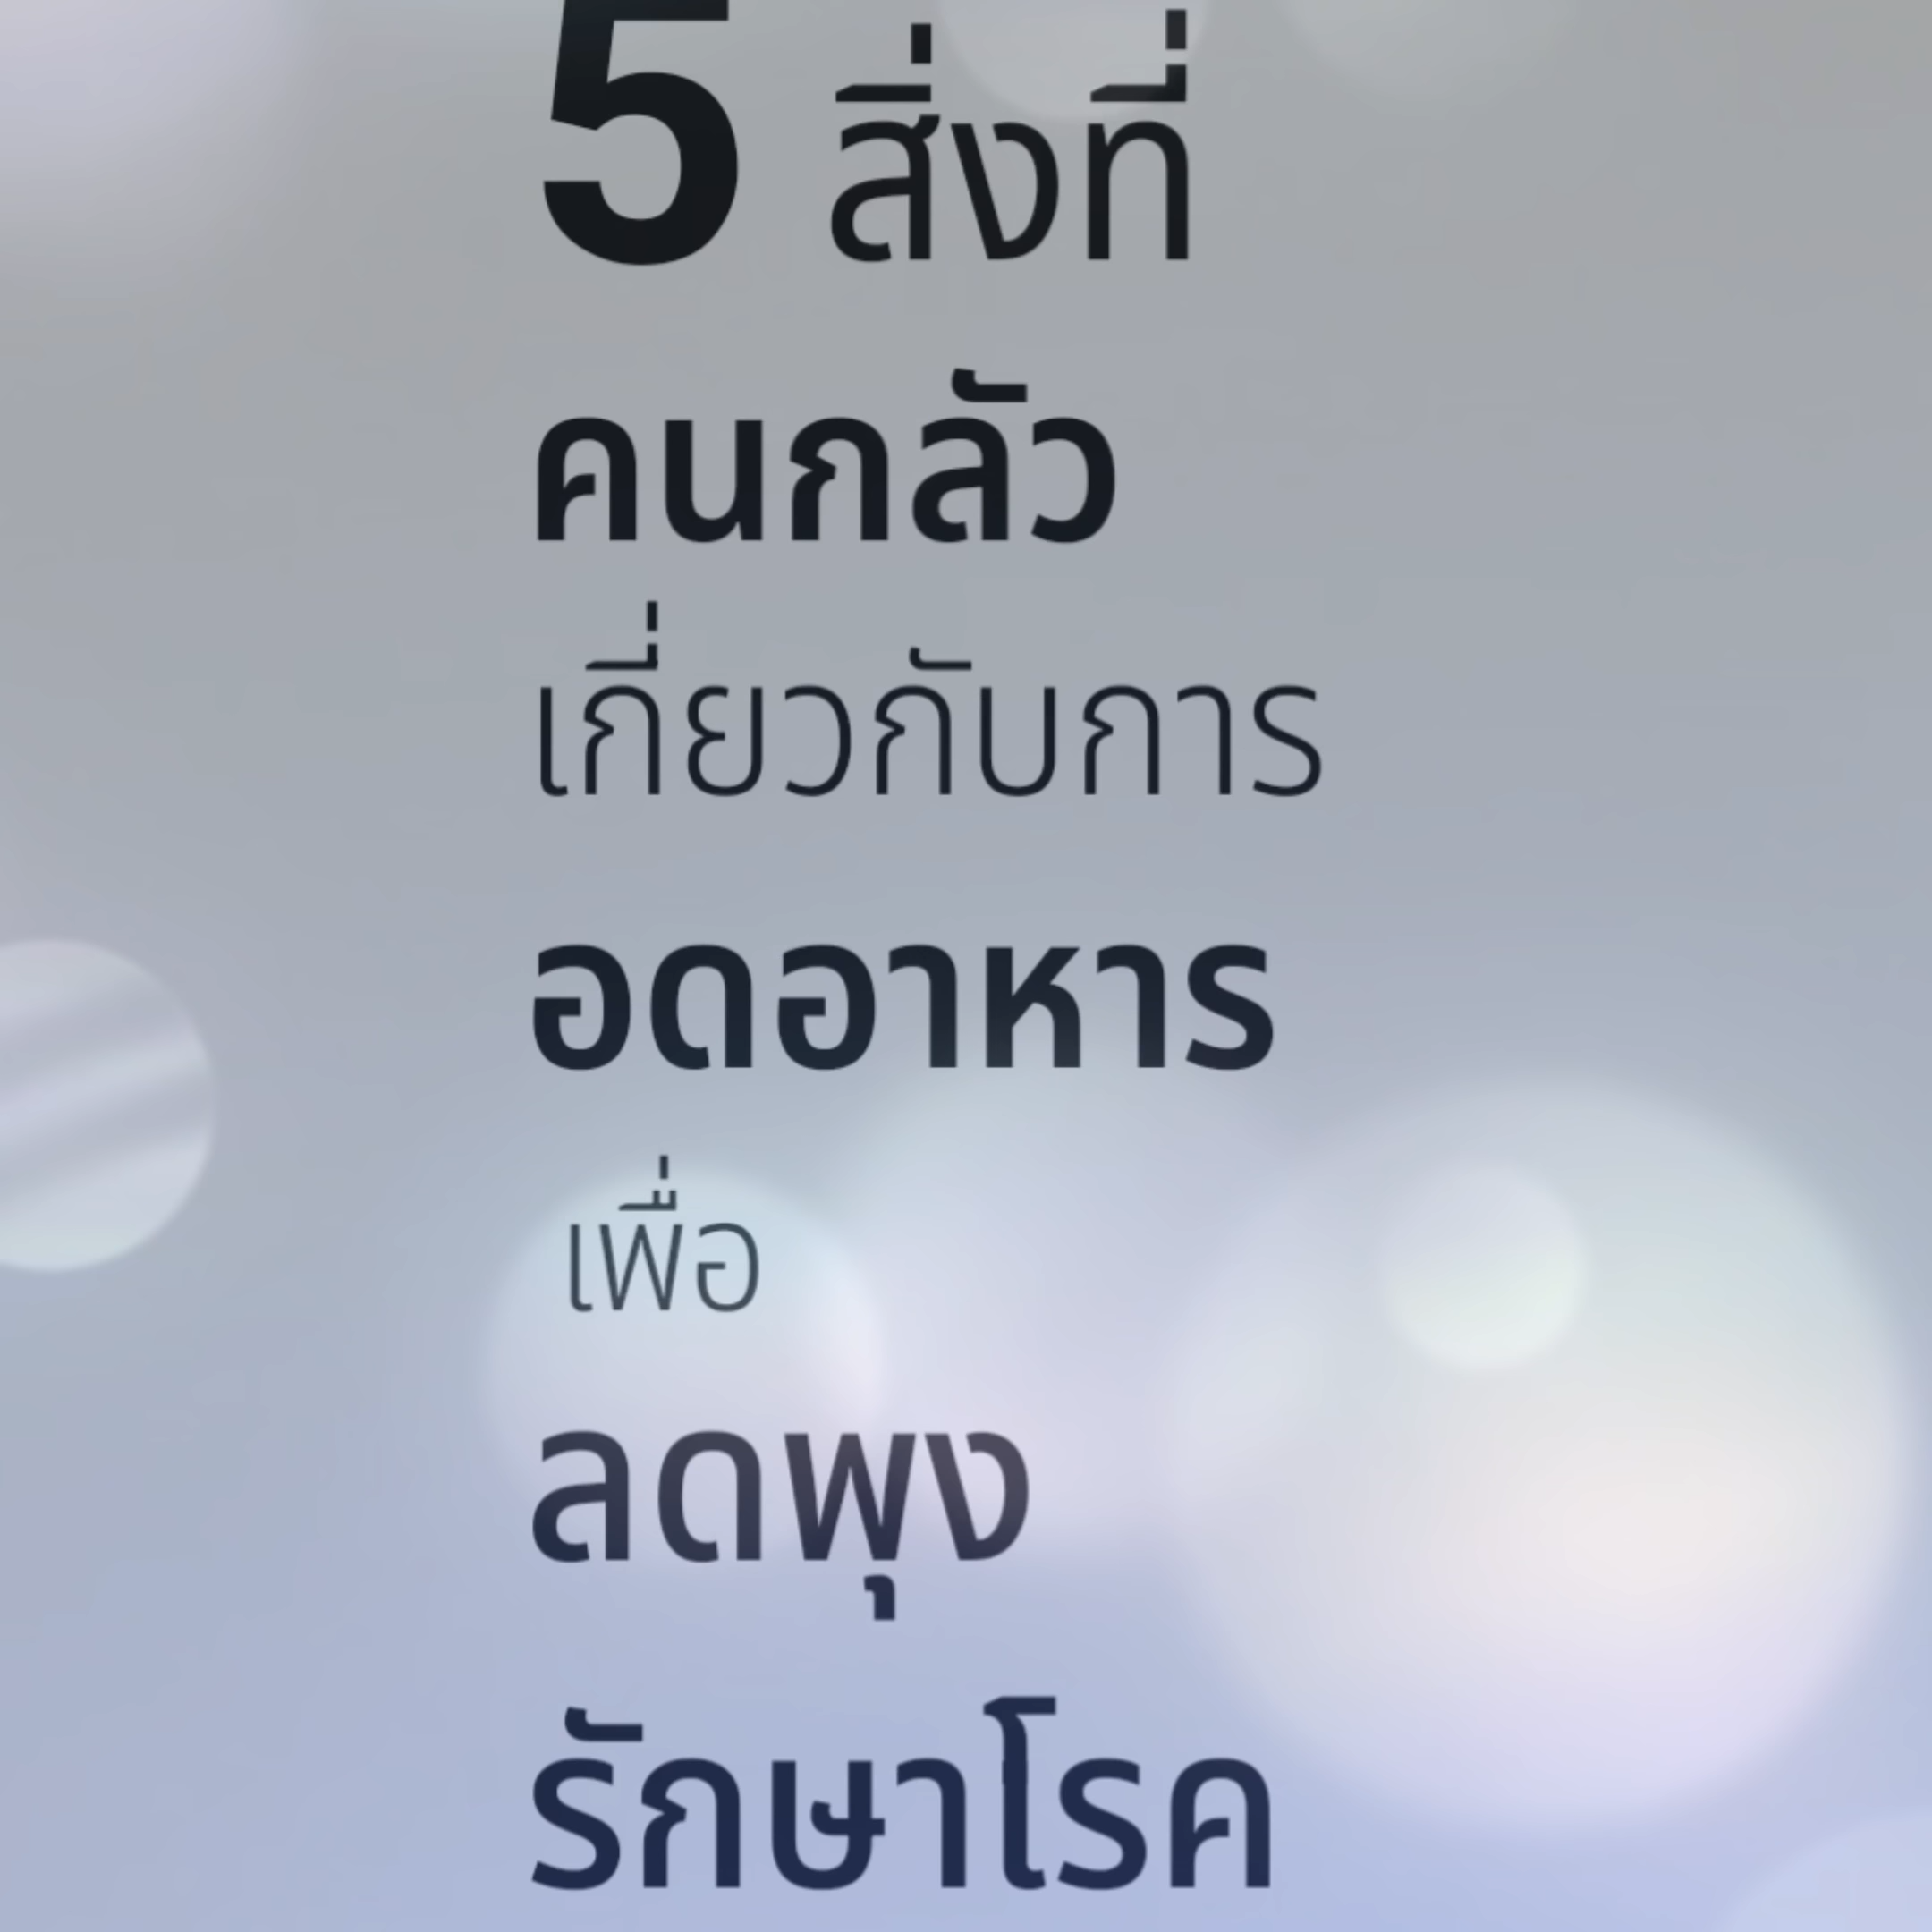 5 สิ่งที่
คนกลัว
เกี่ยวกับการ
อดอาหาร
เพื่อ
ลดพุง
รักษาโรค